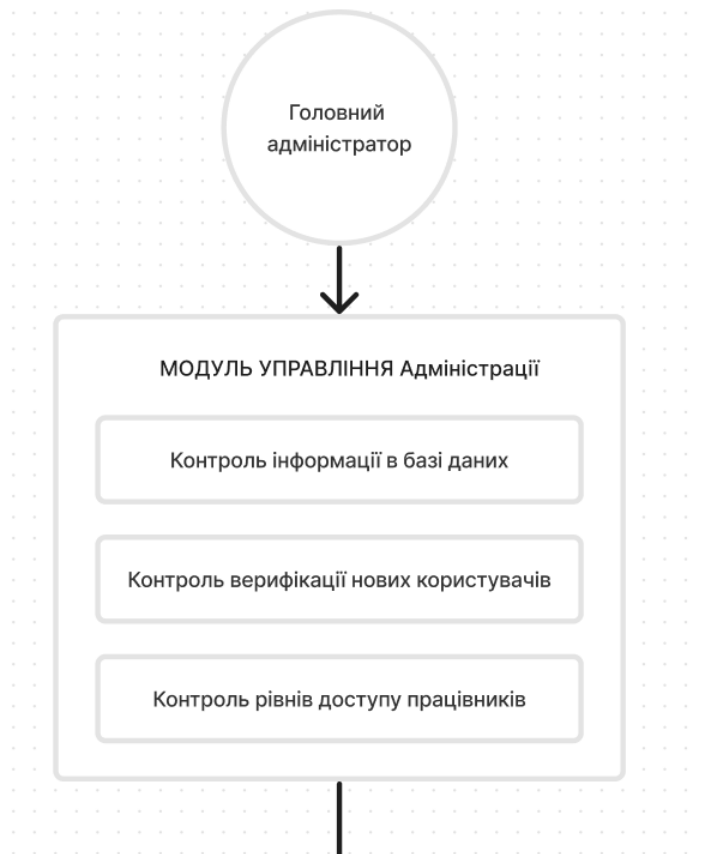 Головний
адміністратор
МОДУЛЬ УПРАВЛІННЯ Адміністрації
Контроль інформації в базі даних
Контроль верифікації нових користувачів
Контроль рівнів доступу працівників